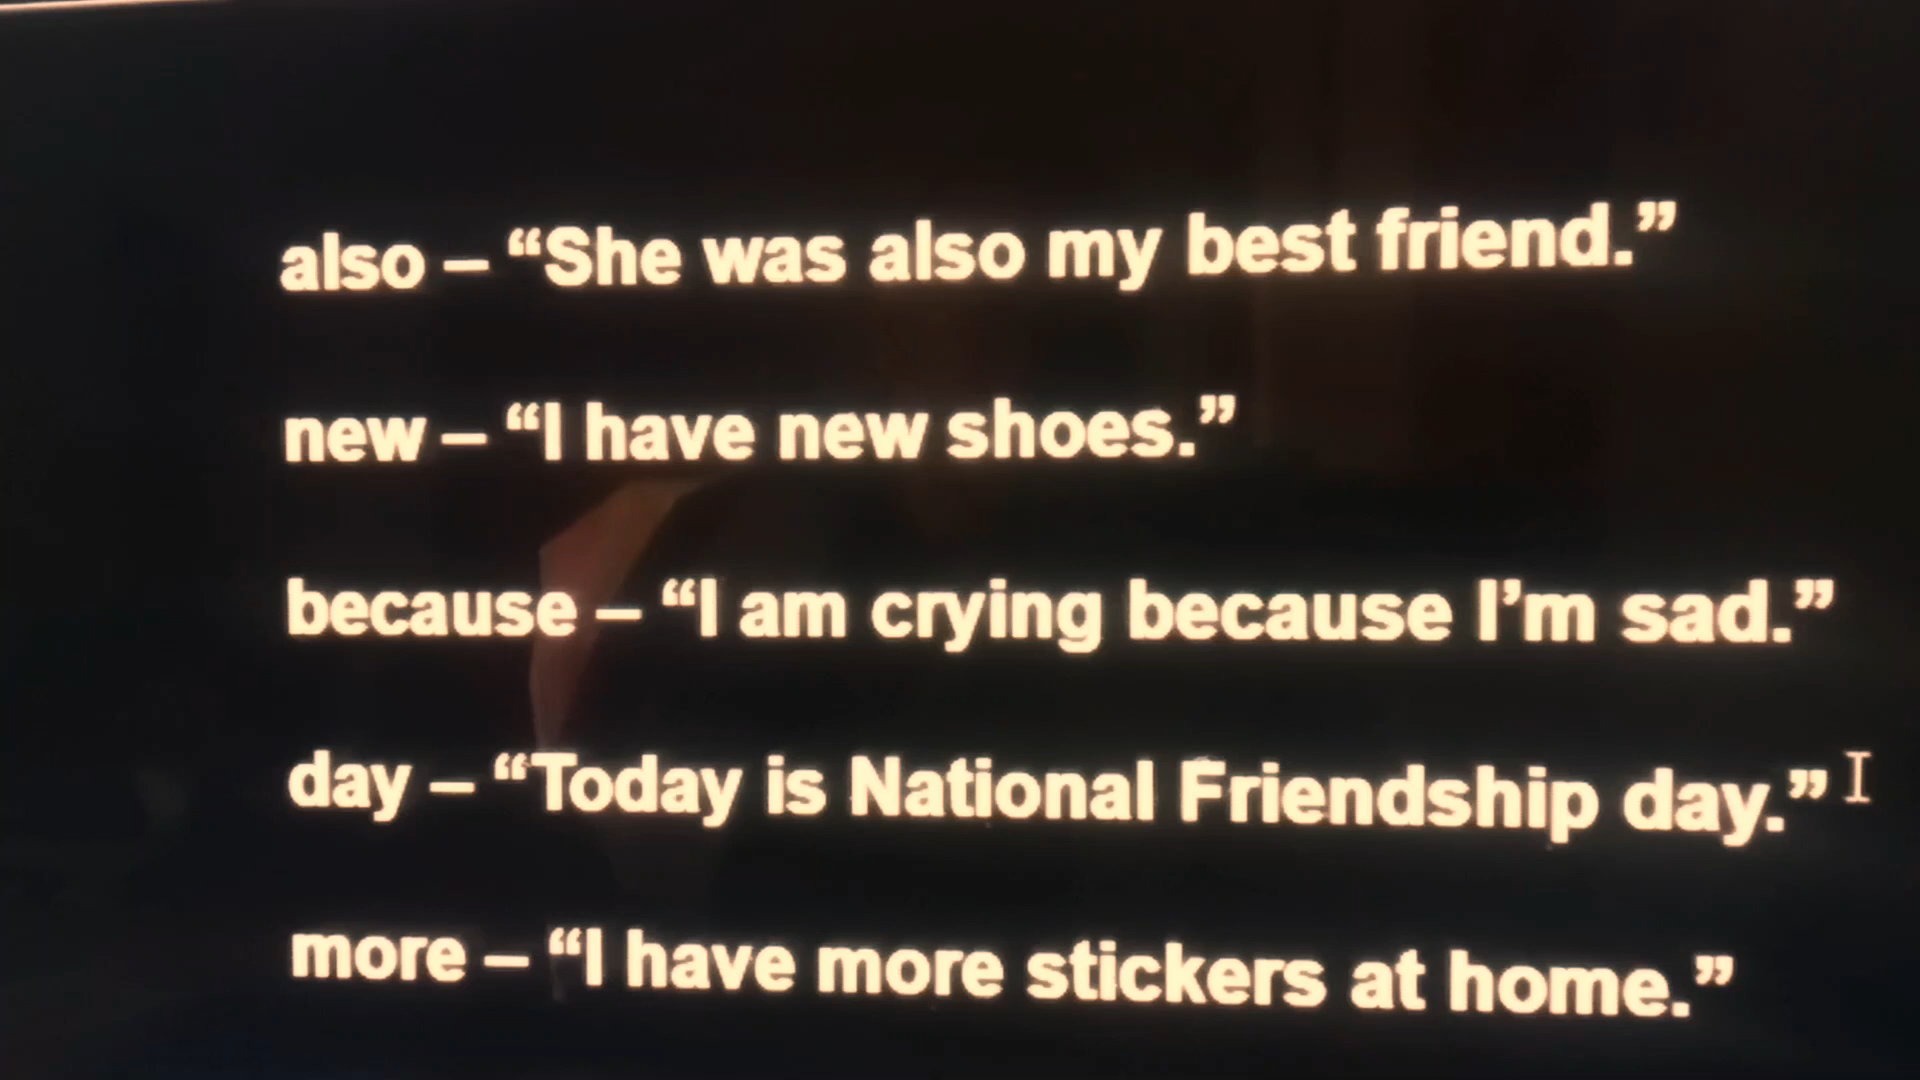 also – “She was also my best friend.”
new – “I have new shoes.”
because – “I am crying because I’m sad.”
day – “Today is National Friendship day.”
more – “I have more stickers at home.”